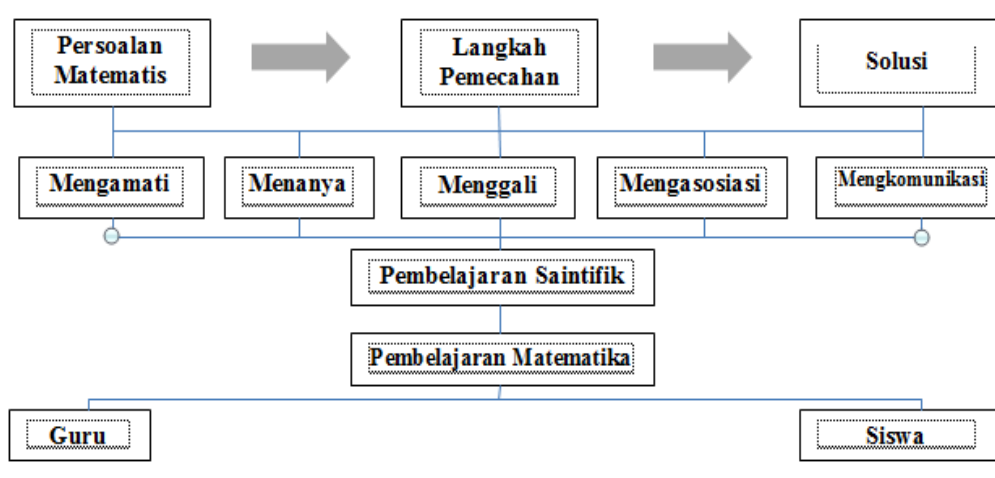 Persoalan
Matematis
Langkah
Pemecahan
Solusi
Mengamati
Menanya
Menggali
Mengasosiasi
Mengkomunikasi
Pembelajaran Saintifik
Pembelajaran Matematika
Guru
Siswa